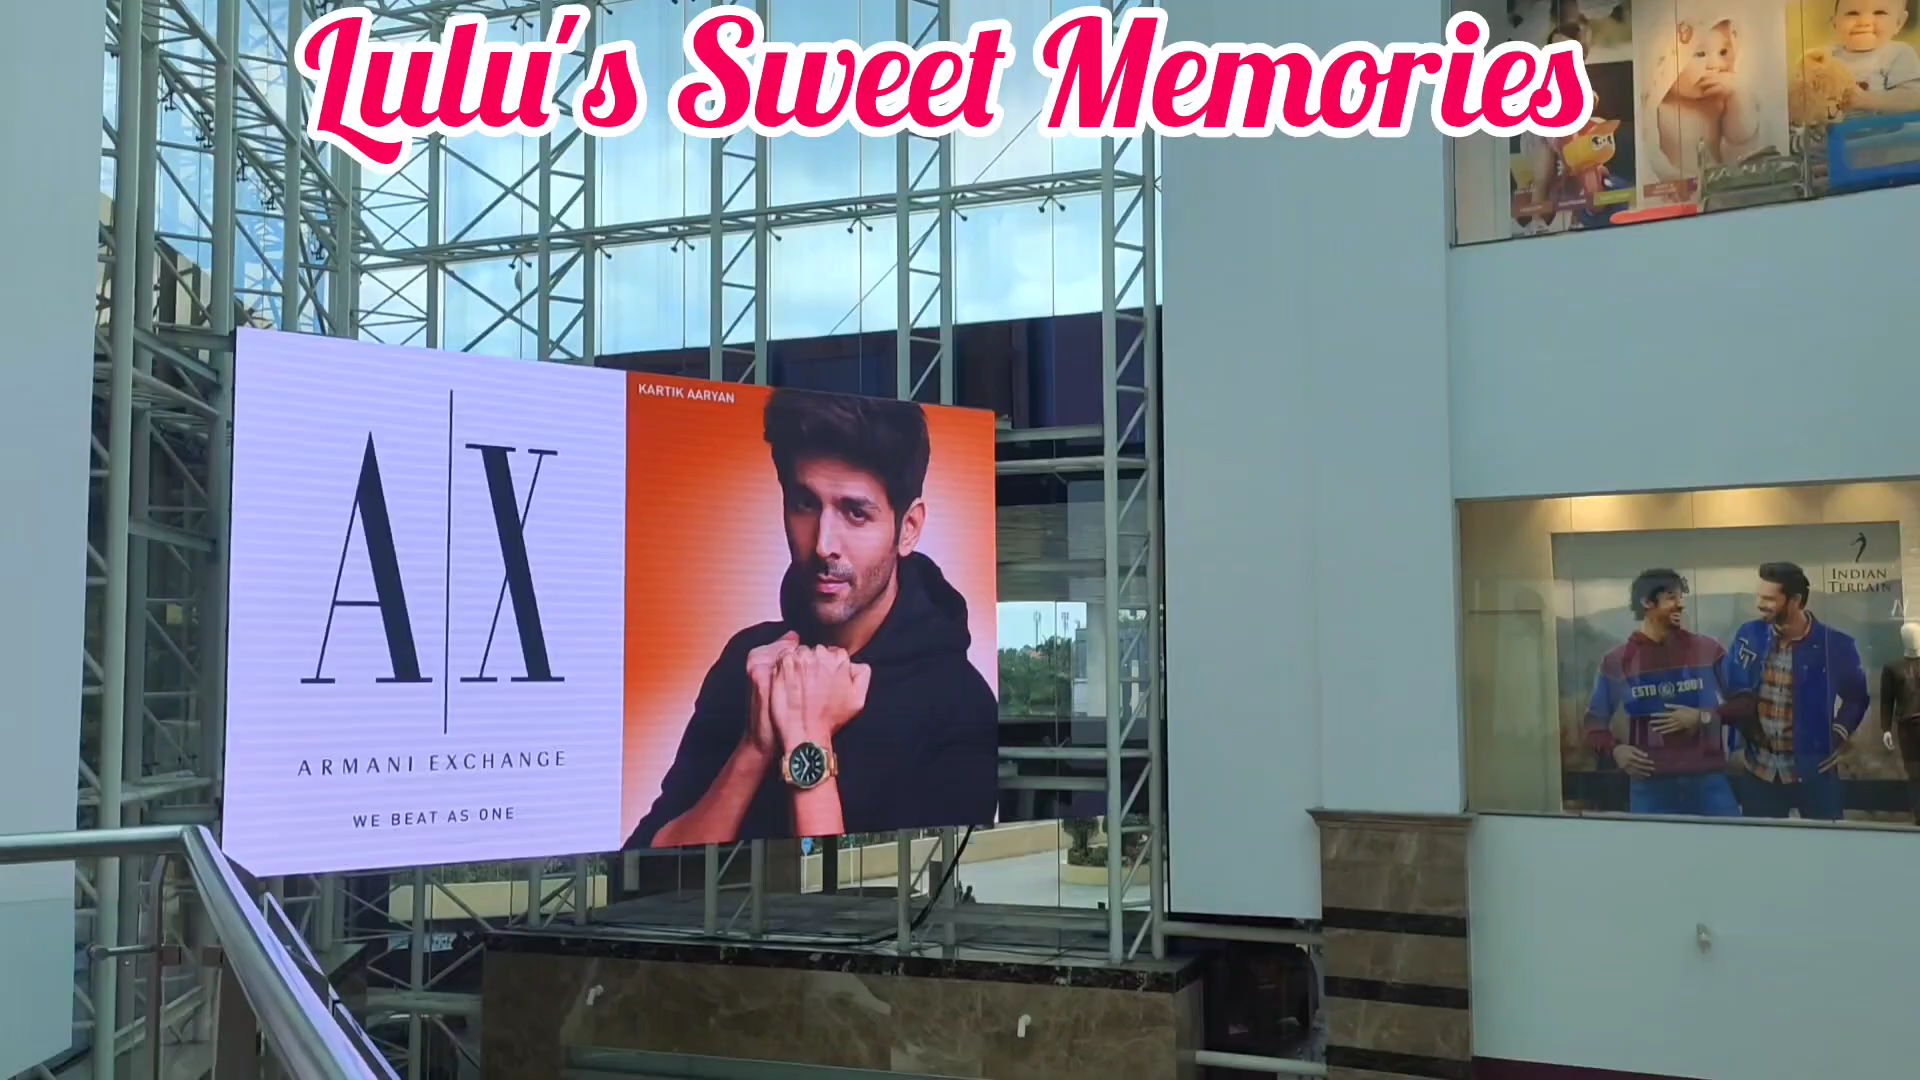 Lulu's Sweet Memories
KARTIK AARYAN
A|X
ARMANI EXCHANGE
WE BEAT AS ONE
INDIAN
TERRAIN
ESTD 2001